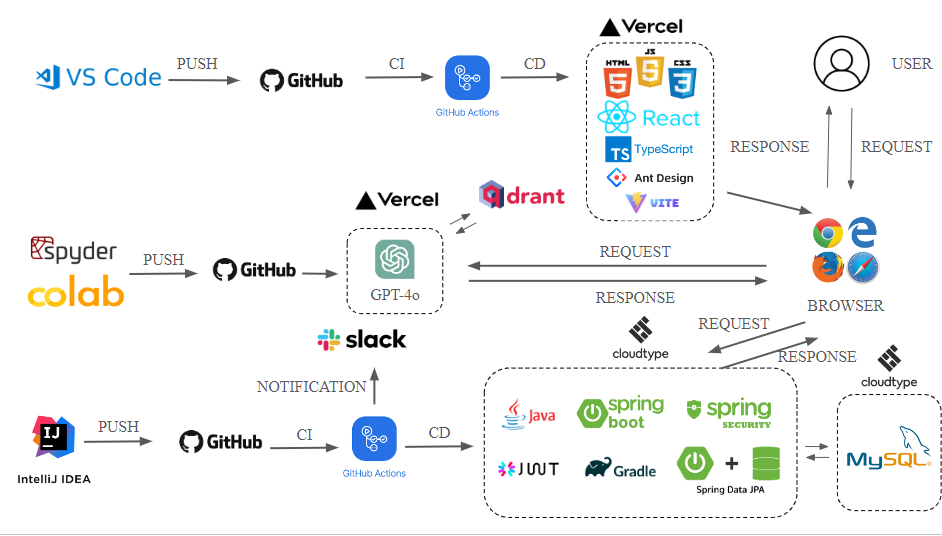 Vercel
VS Code
PUSH
GitHub
CI
GitHub Actions
CD
HTML
JS
CSS
5
5
3
React
TS
TypeScript
Ant Design
VITE
USER
RESPONSE
REQUEST
Vercel
qdrant
spyder
colab
PUSH
GitHub
GPT-4o
REQUEST
RESPONSE
BROWSER
slack
cloudtype
REQUEST
RESPONSE
cloudtype
NOTIFICATION
IJ
IntelliJ IDEA
PUSH
GitHub
CI
GitHub Actions
CD
Java
spring
boot
spring
SECURITY
JWT
Gradle
+
Spring Data JPA
MySQL